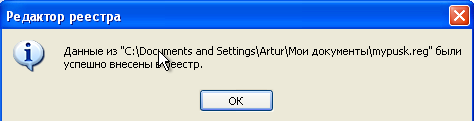 Редактор реестра
Данные из "C:\Documents and Settings\Artur\Мои документы\mypusk.reg" были
успешно внесены в реестр.
OK